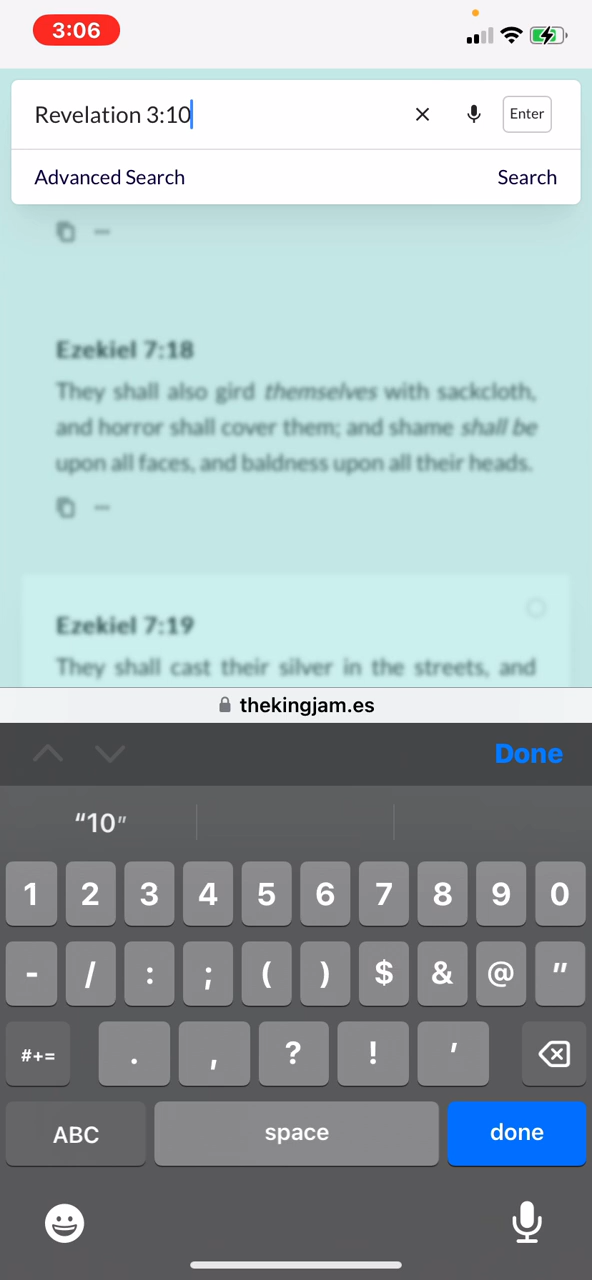 3:06
Revelation 3:10
Enter
Advanced Search
Search
Ezekiel 7:18
They shall also gird themselves with sackcloth,
and horror shall cover them; and shame shall be
upon all faces, and baldness upon all their heads.
Ezekiel 7:19
They shall cast their silver in the streets, and
thekingjam.es
Done
“10”
1 2 3 4 5 6 7 8 9 0
- / : ; ( ) $ & @ "
#+= . , ? ! '
ABC space done